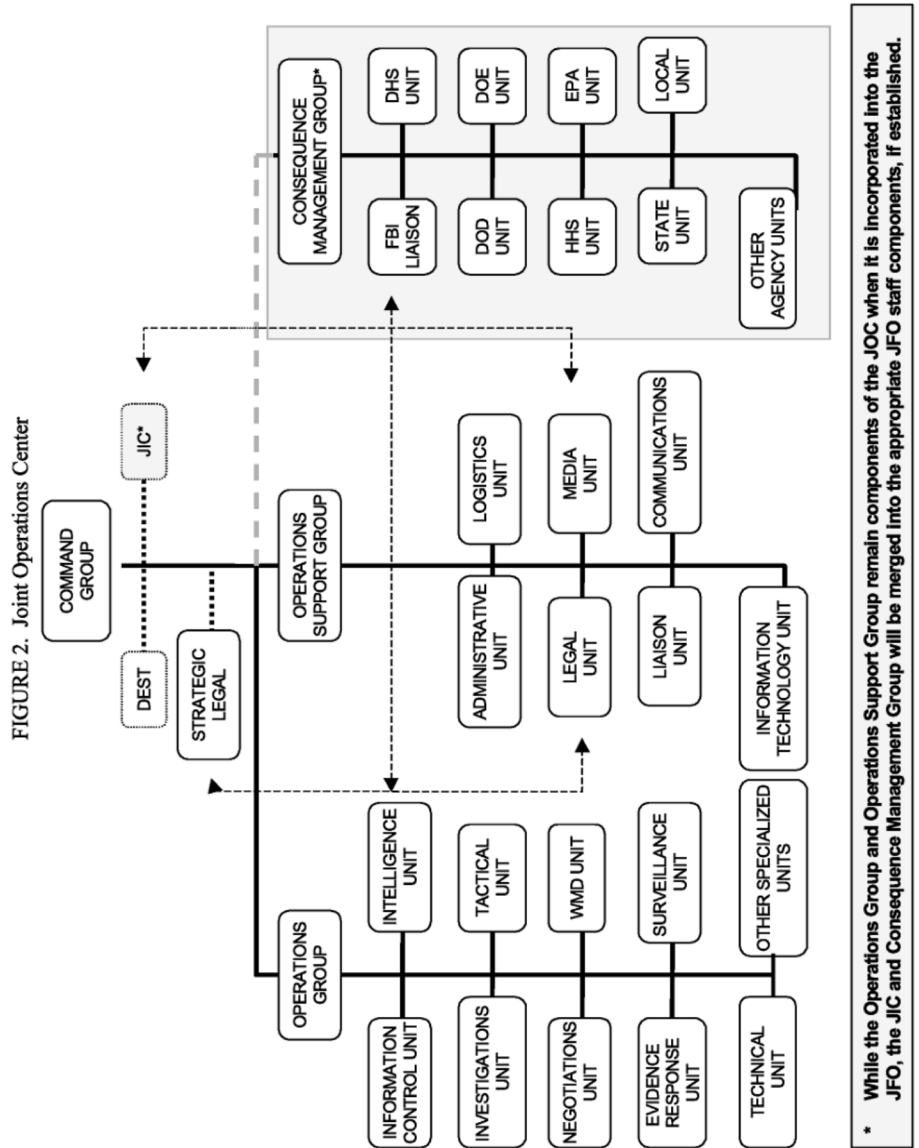 FIGURE 2. Joint Operations Center
COMMAND
GROUP
DEST
JIC*
STRATEGIC
LEGAL
OPERATIONS
GROUP
OPERATIONS
SUPPORT GROUP
CONSEQUENCE
MANAGEMENT GROUP*
INFORMATION
CONTROL UNIT
INTELLIGENCE
UNIT
INVESTIGATIONS
UNIT
TACTICAL
UNIT
NEGOTIATIONS
UNIT
WMD UNIT
EVIDENCE
RESPONSE
UNIT
SURVEILLANCE
UNIT
TECHNICAL
UNIT
OTHER SPECIALIZED
UNITS
ADMINISTRATIVE
UNIT
LOGISTICS
UNIT
LEGAL
UNIT
MEDIA
UNIT
LIAISON
UNIT
COMMUNICATIONS
UNIT
INFORMATION
TECHNOLOGY UNIT
FBI
LIAISON
DHS
UNIT
DOD
UNIT
DOE
UNIT
HHS
UNIT
EPA
UNIT
STATE
UNIT
LOCAL
UNIT
OTHER
AGENCY UNITS
* While the Operations Group and Operations Support Group remain components of the JOC when it is incorporated into the
JFO, the JIC and Consequence Management Group will be merged into the appropriate JFO staff components, if established.